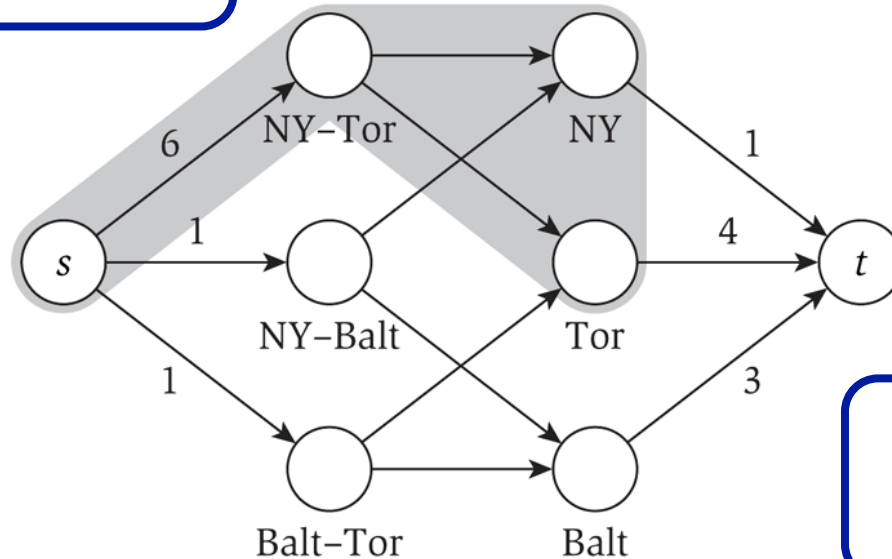 NY–Tor
NY
6
1
s
1
4
t
NY–Balt
Tor
1
3
Balt–Tor
Balt